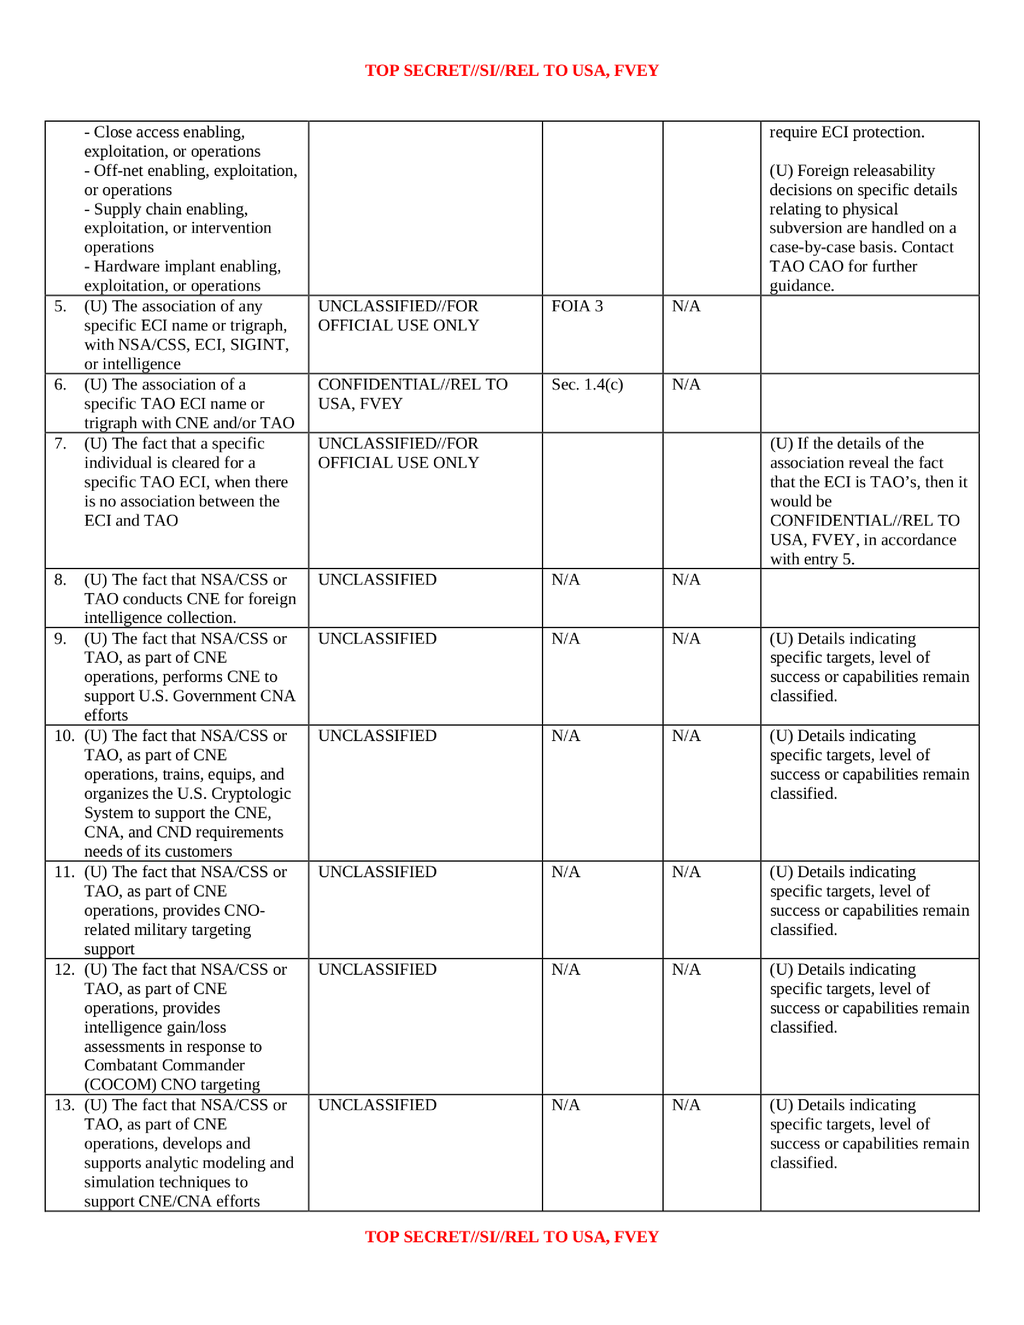 TOP SECRET//SI//REL TO USA, FVEY
- Close access enabling,
exploitation, or operations
- Off-net enabling, exploitation,
or operations
- Supply chain enabling,
exploitation, or intervention
operations
- Hardware implant enabling,
exploitation, or operations
require ECI protection.
(U) Foreign releasability
decisions on specific details
relating to physical
subversion are handled on a
case-by-case basis. Contact
TAO CAO for further
guidance.
5. (U) The association of any
specific ECI name or trigraph,
with NSA/CSS, ECI, SIGINT,
or intelligence
UNCLASSIFIED//FOR
OFFICIAL USE ONLY
FOIA 3
N/A
6. (U) The association of a
specific TAO ECI name or
trigraph with CNE and/or TAO
CONFIDENTIAL//REL TO
USA, FVEY
Sec. 1.4(c)
N/A
7. (U) The fact that a specific
individual is cleared for a
specific TAO ECI, when there
is no association between the
ECI and TAO
UNCLASSIFIED//FOR
OFFICIAL USE ONLY
(U) If the details of the
association reveal the fact
that the ECI is TAO’s, then it
would be
CONFIDENTIAL//REL TO
USA, FVEY, in accordance
with entry 5.
8. (U) The fact that NSA/CSS or
TAO conducts CNE for foreign
intelligence collection.
UNCLASSIFIED
N/A
N/A
9. (U) The fact that NSA/CSS or
TAO, as part of CNE
operations, performs CNE to
support U.S. Government CNA
efforts
UNCLASSIFIED
N/A
N/A
(U) Details indicating
specific targets, level of
success or capabilities remain
classified.
10. (U) The fact that NSA/CSS or
TAO, as part of CNE
operations, trains, equips, and
organizes the U.S. Cryptologic
System to support the CNE,
CNA, and CND requirements
needs of its customers
UNCLASSIFIED
N/A
N/A
(U) Details indicating
specific targets, level of
success or capabilities remain
classified.
11. (U) The fact that NSA/CSS or
TAO, as part of CNE
operations, provides CNO-
related military targeting
support
UNCLASSIFIED
N/A
N/A
(U) Details indicating
specific targets, level of
success or capabilities remain
classified.
12. (U) The fact that NSA/CSS or
TAO, as part of CNE
operations, provides
intelligence gain/loss
assessments in response to
Combatant Commander
(COCOM) CNO targeting
UNCLASSIFIED
N/A
N/A
(U) Details indicating
specific targets, level of
success or capabilities remain
classified.
13. (U) The fact that NSA/CSS or
TAO, as part of CNE
operations, develops and
supports analytic modeling and
simulation techniques to
support CNE/CNA efforts
UNCLASSIFIED
N/A
N/A
(U) Details indicating
specific targets, level of
success or capabilities remain
classified.
TOP SECRET//SI//REL TO USA, FVEY